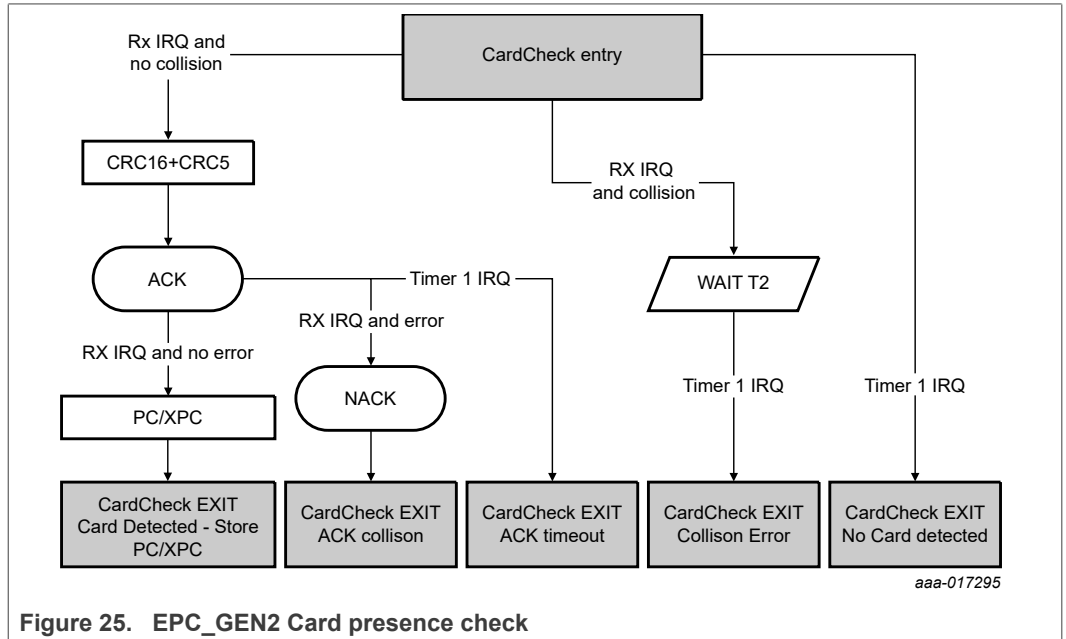 Rx IRQ and
no collision
CardCheck entry
CRC16+CRC5
RX IRQ
and collision
ACK
Timer 1 IRQ
WAIT T2
RX IRQ and error
RX IRQ and no error
NACK
Timer 1 IRQ
Timer 1 IRQ
PC/XPC
CardCheck EXIT
Card Detected - Store
PC/XPC
CardCheck EXIT
ACK collison
CardCheck EXIT
ACK timeout
CardCheck EXIT
Collison Error
CardCheck EXIT
No Card detected
aaa-017295
Figure 25. EPC_GEN2 Card presence check